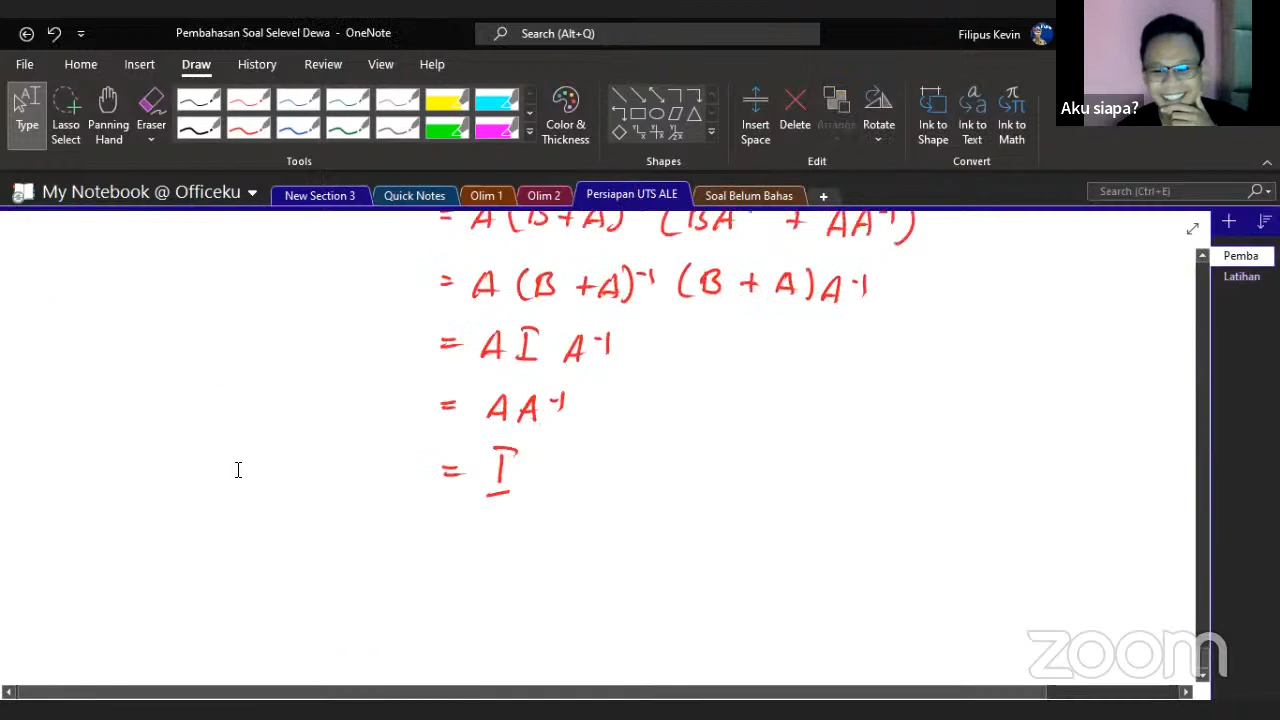 Pembahasan Soal Selevel Dewa - OneNote
Search (Alt+Q)
Filipus Kevin
File Home Insert Draw History Review View Help
Aku siapa?
Type
Lasso Select
Panning Hand
Eraser
Color & Thickness
Insert Space
Delete
Arrange
Rotate
Ink to Shape
Ink to Text
Ink to Math
Tools
Shapes
Edit
Convert
My Notebook @ Officeku
New Section 3
Quick Notes
Olim 1
Olim 2
Persiapan UTS ALE
Soal Belum Bahas
Search (Ctrl+E)
Pemba
Latihan
= A (B + A)⁻¹ (B + A) A⁻¹
= A I A⁻¹
= A A⁻¹
= I
zoom